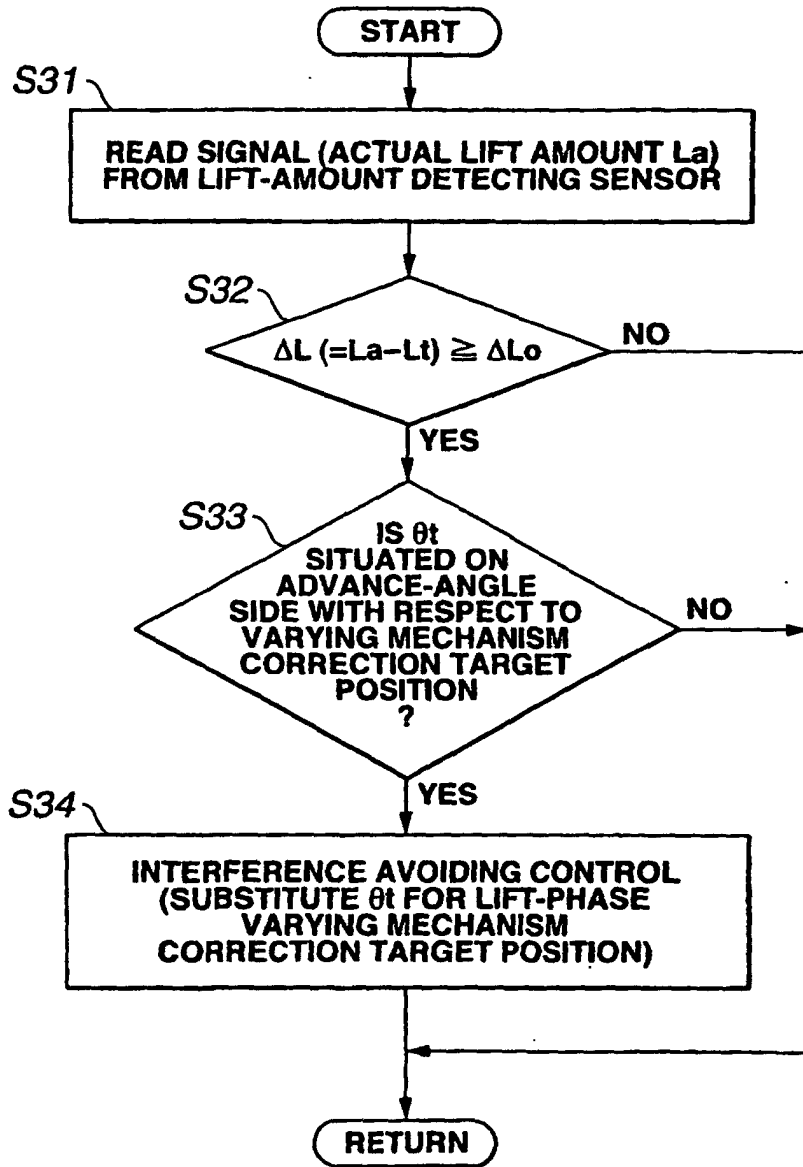 START
S31
READ SIGNAL (ACTUAL LIFT AMOUNT La)
FROM LIFT-AMOUNT DETECTING SENSOR
S32
ΔL (=La–Lt) ≧ ΔLo
NO
YES
S33
IS θt
SITUATED ON
ADVANCE-ANGLE
SIDE WITH RESPECT TO
VARYING MECHANISM
CORRECTION TARGET
POSITION
?
NO
YES
S34
INTERFERENCE AVOIDING CONTROL
(SUBSTITUTE θt FOR LIFT-PHASE
VARYING MECHANISM
CORRECTION TARGET POSITION)
RETURN